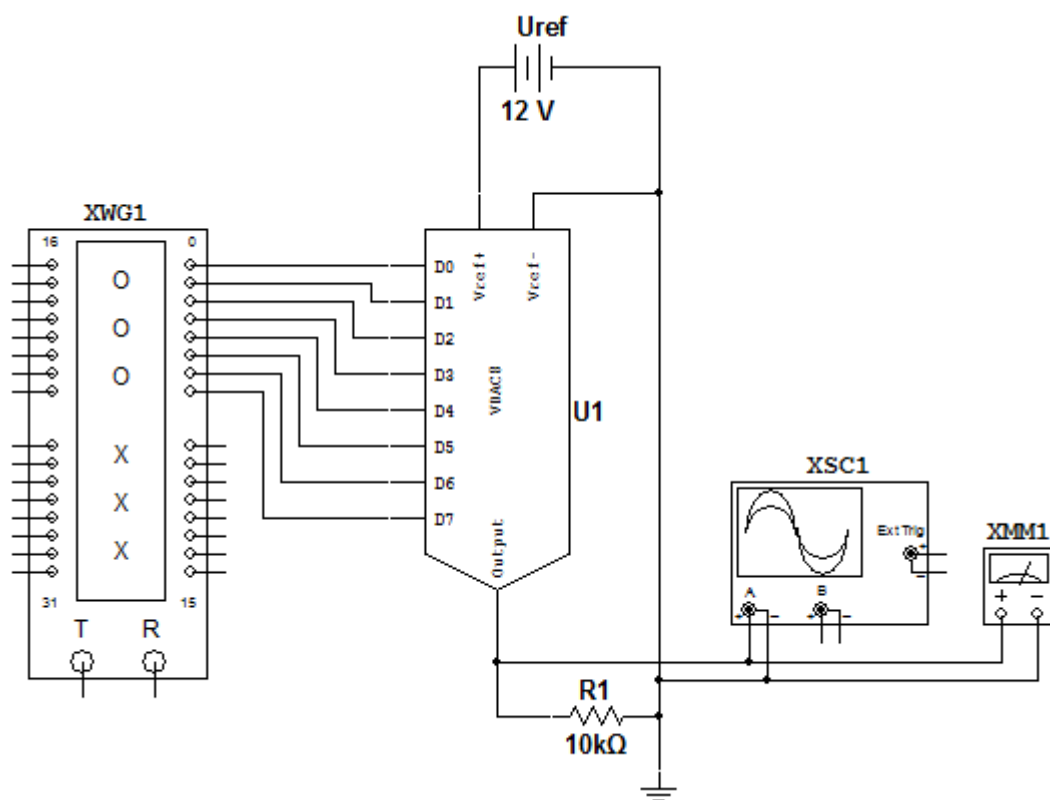 Uref
12 V
XWG1
16
0
O
O
O
X
X
X
31
15
T
R
Vref+
Vref-
D0
D1
D2
D3
D4
D5
D6
D7
VDAC8
Output
U1
XSC1
Ext Trig
+
–
A
B
+
–
+
–
XMM1
+
–
R1
10kΩ